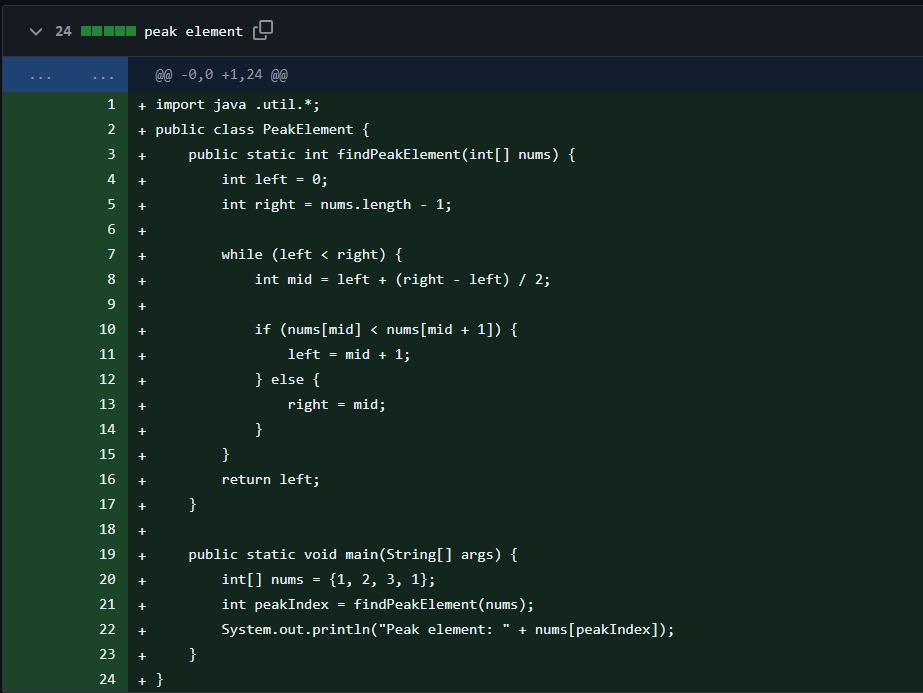 24 peak element
... ... @@ -0,0 +1,24 @@
1 + import java .util.*;
2 + public class PeakElement {
3 +     public static int findPeakElement(int[] nums) {
4 +         int left = 0;
5 +         int right = nums.length - 1;
6 +
7 +         while (left < right) {
8 +             int mid = left + (right - left) / 2;
9 +
10 +             if (nums[mid] < nums[mid + 1]) {
11 +                 left = mid + 1;
12 +             } else {
13 +                 right = mid;
14 +             }
15 +         }
16 +         return left;
17 +     }
18 +
19 +     public static void main(String[] args) {
20 +         int[] nums = {1, 2, 3, 1};
21 +         int peakIndex = findPeakElement(nums);
22 +         System.out.println("Peak element: " + nums[peakIndex]);
23 +     }
24 + }